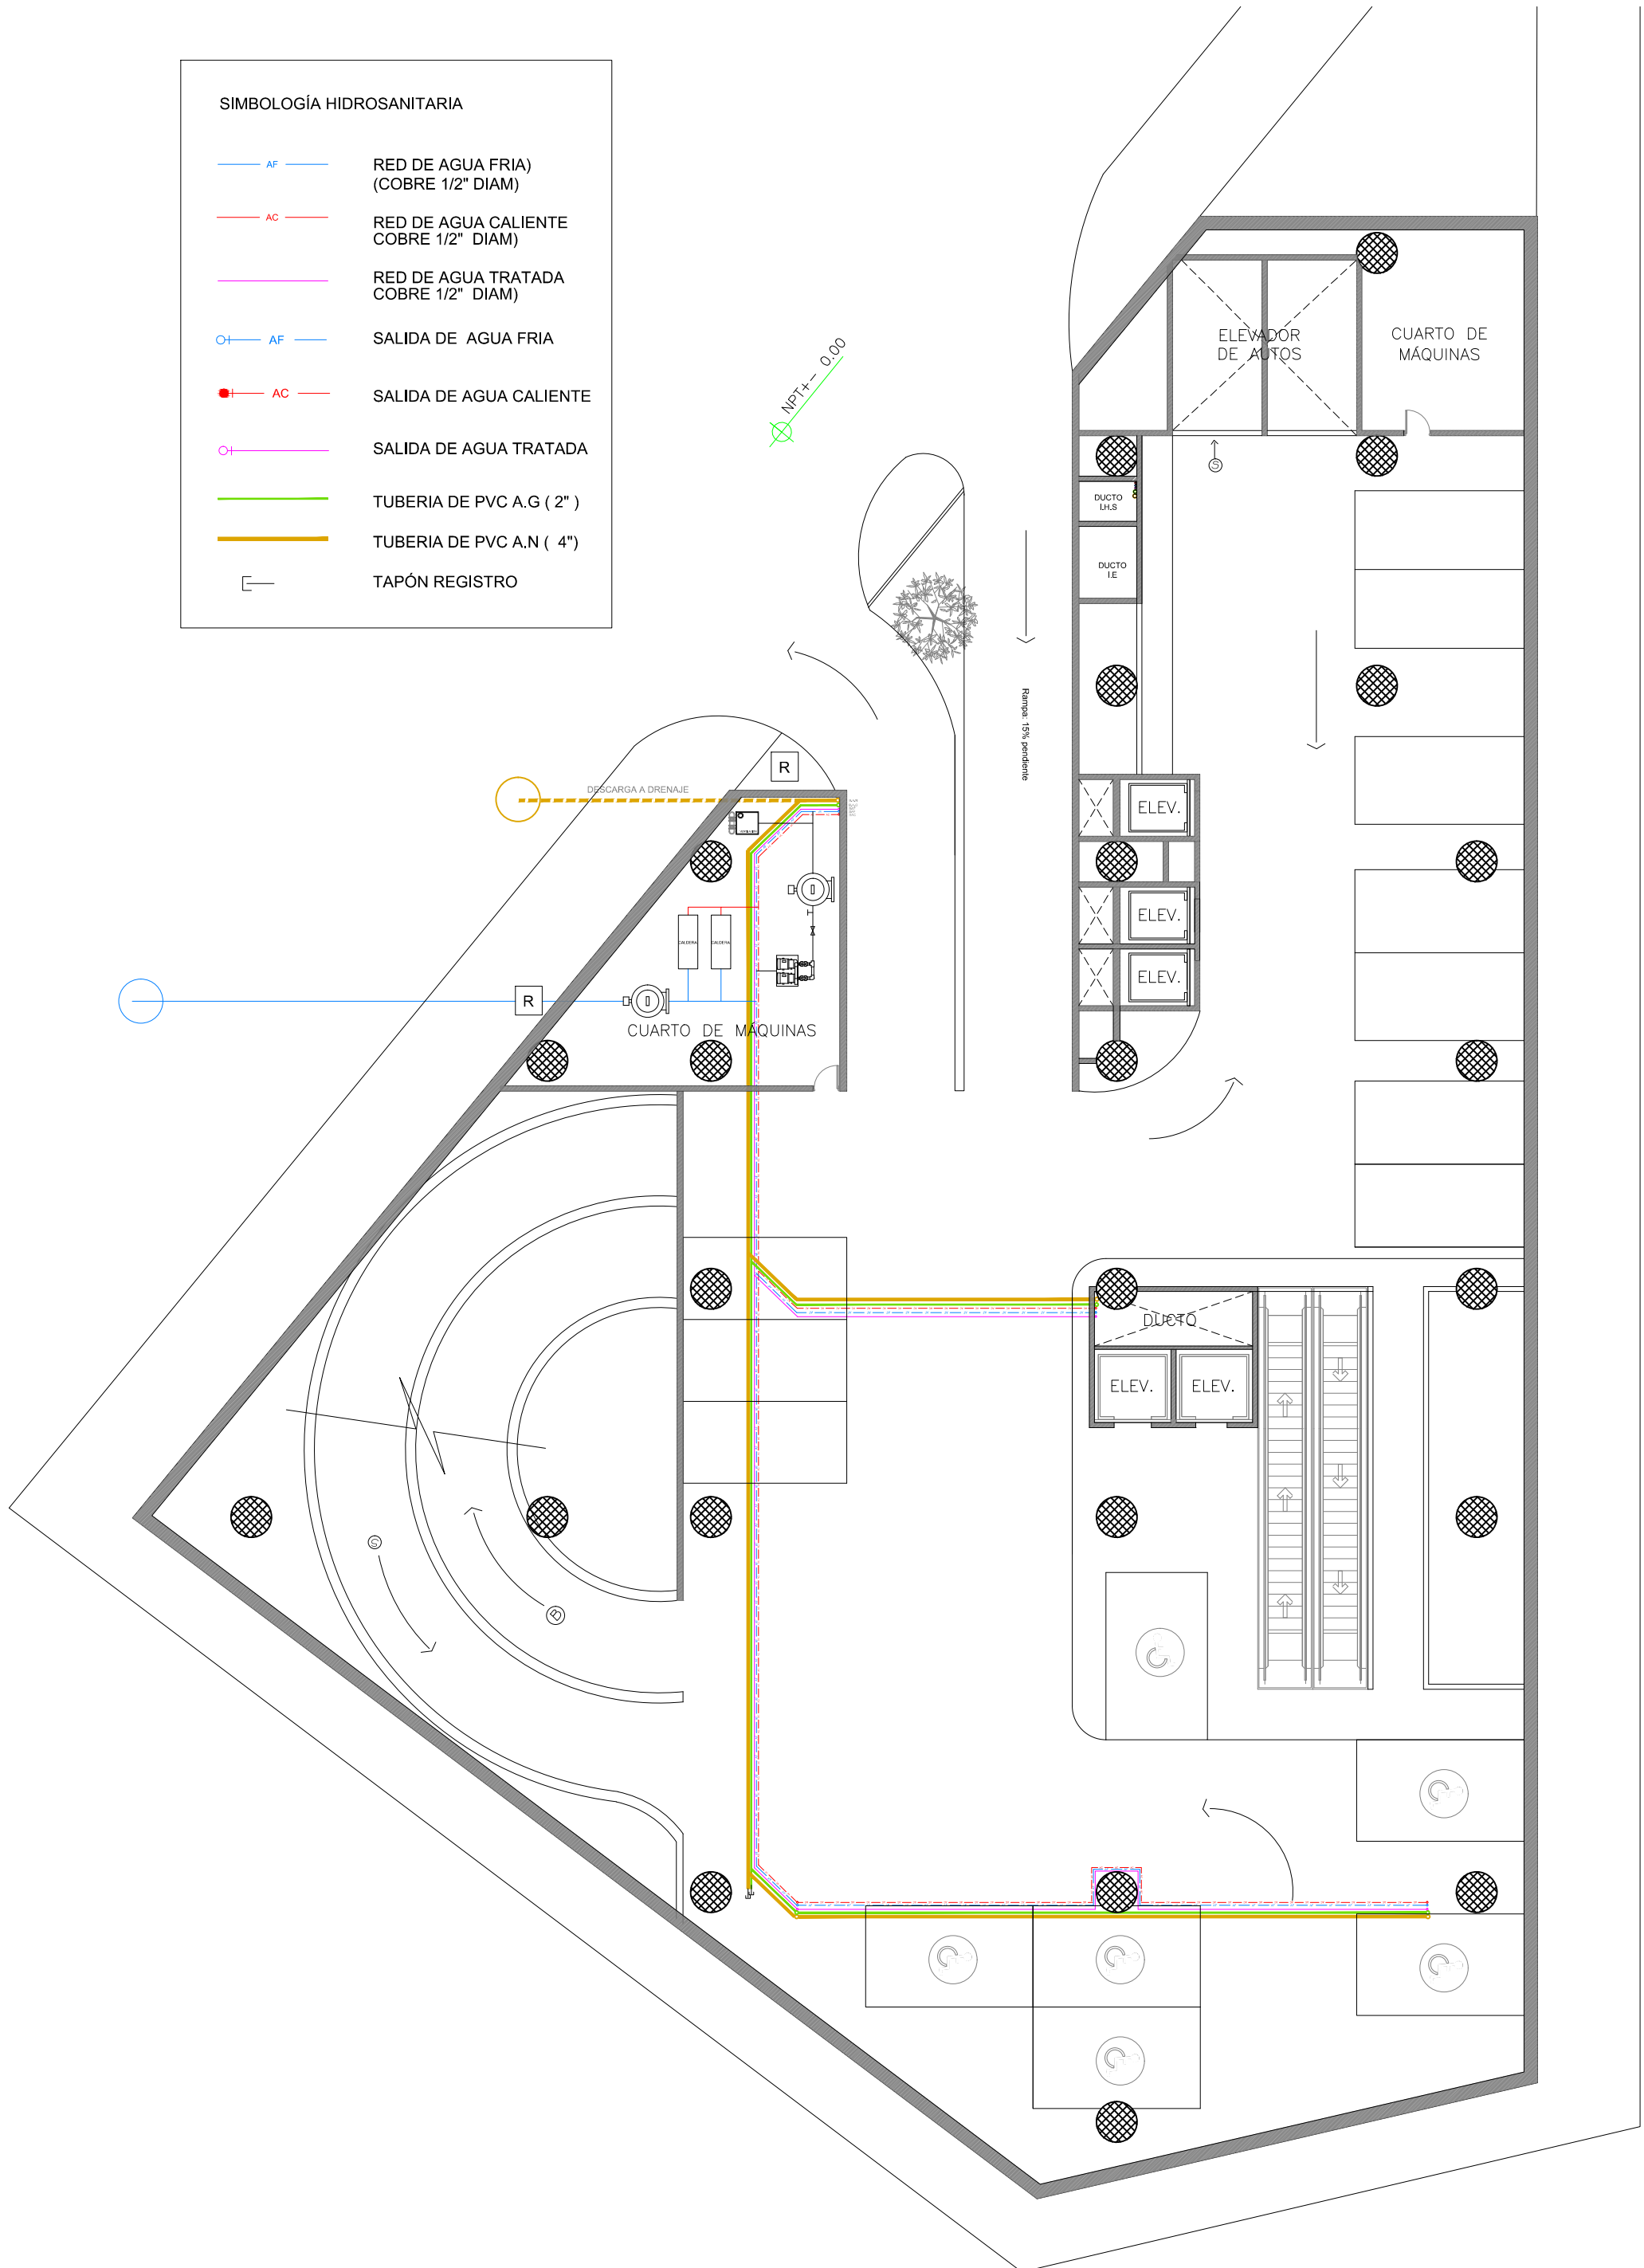 SIMBOLOGÍA HIDROSANITARIA
AF
RED DE AGUA FRIA)
(COBRE 1/2" DIAM)
AC
RED DE AGUA CALIENTE
COBRE 1/2" DIAM)
RED DE AGUA TRATADA
COBRE 1/2" DIAM)
AF
SALIDA DE AGUA FRIA
AC
SALIDA DE AGUA CALIENTE
SALIDA DE AGUA TRATADA
TUBERIA DE PVC A.G ( 2" )
TUBERIA DE PVC A.N ( 4")
TAPÓN REGISTRO
NPT+- 0.00
ELEVADOR
DE AUTOS
CUARTO DE
MÁQUINAS
S
DUCTO
I.H.S
DUCTO
I.E
Rampa: 15% pendiente
R
DESCARGA A DRENAJE
ELEV.
ELEV.
ELEV.
CALDERA
CALDERA
R
CUARTO DE MÁQUINAS
DUCTO
ELEV.
ELEV.
S
B